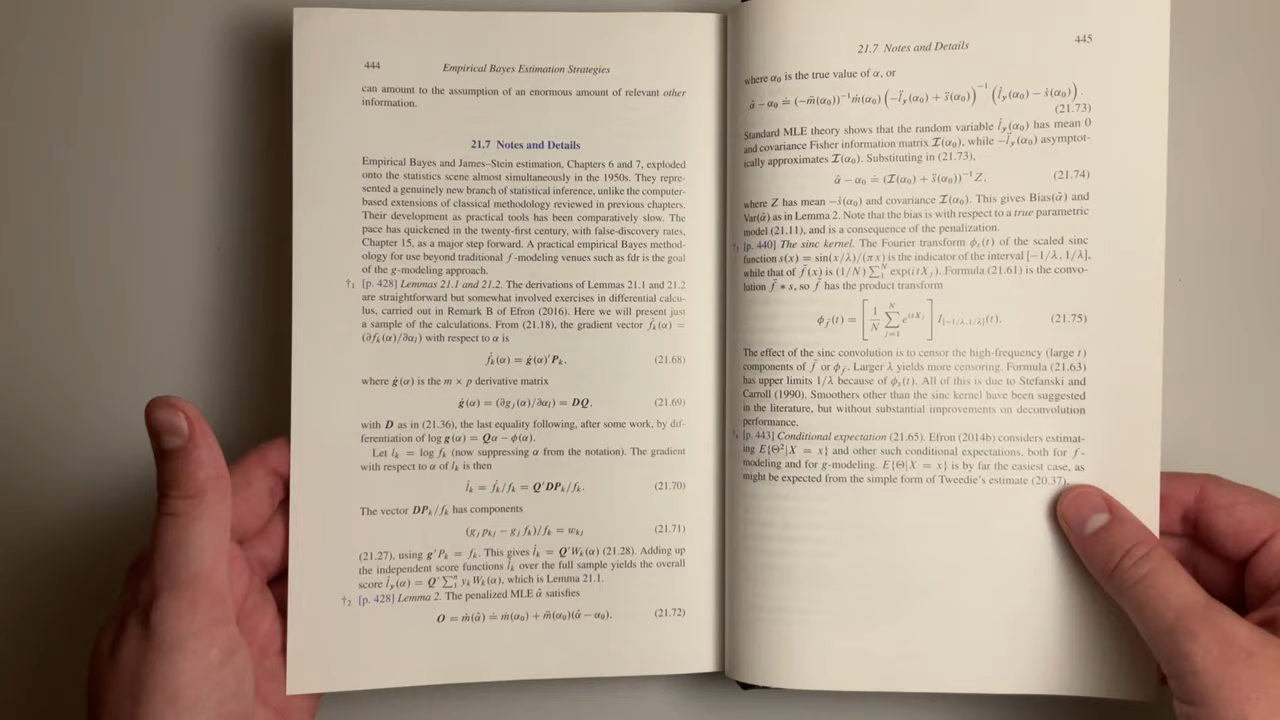 444 Empirical Bayes Estimation Strategies
can amount to the assumption of an enormous amount of relevant other
information.
21.7 Notes and Details
Empirical Bayes and James–Stein estimation, Chapters 6 and 7, exploded
onto the statistics scene almost simultaneously in the 1950s. They repre-
sented a genuinely new branch of statistical inference, unlike the computer-
based extensions of classical methodology reviewed in previous chapters.
Their development as practical tools has been comparatively slow. The
pace has quickened in the twenty-first century, with false-discovery rates,
Chapter 15, as a major step forward. A practical empirical Bayes method-
ology for use beyond traditional f-modeling venues such as fdr is the goal
of the g-modeling approach.
†1 [p. 428] Lemmas 21.1 and 21.2. The derivations of Lemmas 21.1 and 21.2
are straightforward but somewhat involved exercises in differential calcu-
lus, carried out in Remark B of Efron (2016). Here we will present just
a sample of the calculations. From (21.18), the gradient vector ḟₖ(α) =
(∂fₖ(α)/∂αₗ) with respect to α is
ḟₖ(α) = ġ(α)′Pₖ, (21.68)
where ġ(α) is the m × p derivative matrix
ġ(α) = (∂gⱼ(α)/∂αₗ) = DQ, (21.69)
with D as in (21.36), the last equality following, after some work, by dif-
ferentiation of log g(α) = Qα − φ(α).
Let lₖ = log fₖ (now suppressing α from the notation). The gradient
with respect to α of lₖ is then
l̇ₖ = ḟₖ/fₖ = Q′DPₖ/fₖ. (21.70)
The vector DPₖ/fₖ has components
(gⱼpₖⱼ − gⱼfₖ)/fₖ = wₖⱼ (21.71)
(21.27), using g′Pₖ = fₖ. This gives l̇ₖ = Q′Wₖ(α) (21.28). Adding up
the independent score functions l̇ₖ over the full sample yields the overall
score l̇ᵧ(α) = Q′∑₁ⁿ yₖWₖ(α), which is Lemma 21.1.
†2 [p. 428] Lemma 2. The penalized MLE α̂ satisfies
O = ṁ(α̂) ≐ ṁ(α₀) + m̈(α₀)(α̂ − α₀), (21.72)
21.7 Notes and Details 445
where α₀ is the true value of α, or
α̂ − α₀ ≐ (−m̈(α₀))⁻¹ṁ(α₀) (−l̈ᵧ(α₀) + s̈(α₀))⁻¹ (l̇ᵧ(α₀) − ṡ(α₀)).
(21.73)
Standard MLE theory shows that the random variable l̇ᵧ(α₀) has mean 0
and covariance Fisher information matrix I(α₀), while −l̈ᵧ(α₀) asymptot-
ically approximates I(α₀). Substituting in (21.73),
α̂ − α₀ ≐ (I(α₀) + s̈(α₀))⁻¹Z, (21.74)
where Z has mean −ṡ(α₀) and covariance I(α₀). This gives Bias(α̂) and
Var(α̂) as in Lemma 2. Note that the bias is with respect to a true parametric
model (21.11), and is a consequence of the penalization.
[p. 440] The sinc kernel. The Fourier transform φₛ(t) of the scaled sinc
function s(x) = sin(x/λ)/(πx) is the indicator of the interval [−1/λ, 1/λ],
while that of f̄(x) is (1/N) ∑₁ᴺ exp(itXⱼ). Formula (21.61) is the convo-
lution f̄ * s, so f̂ has the product transform
φ_f̂(t) = [1/N ∑ⱼ₌₁ᴺ e^{itXⱼ}] I_{[−1/λ,1/λ]}(t). (21.75)
The effect of the sinc convolution is to censor the high-frequency (large t)
components of f̄ or φ_f̄. Larger λ yields more censoring. Formula (21.63)
has upper limits 1/λ because of φₛ(t). All of this is due to Stefanski and
Carroll (1990). Smoothers other than the sinc kernel have been suggested
in the literature, but without substantial improvements on deconvolution
performance.
[p. 443] Conditional expectation (21.65). Efron (2014b) considers estimat-
ing E{Θ²|X = x} and other such conditional expectations, both for f-
modeling and for g-modeling. E{Θ|X = x} is by far the easiest case, as
might be expected from the simple form of Tweedie's estimate (20.37).